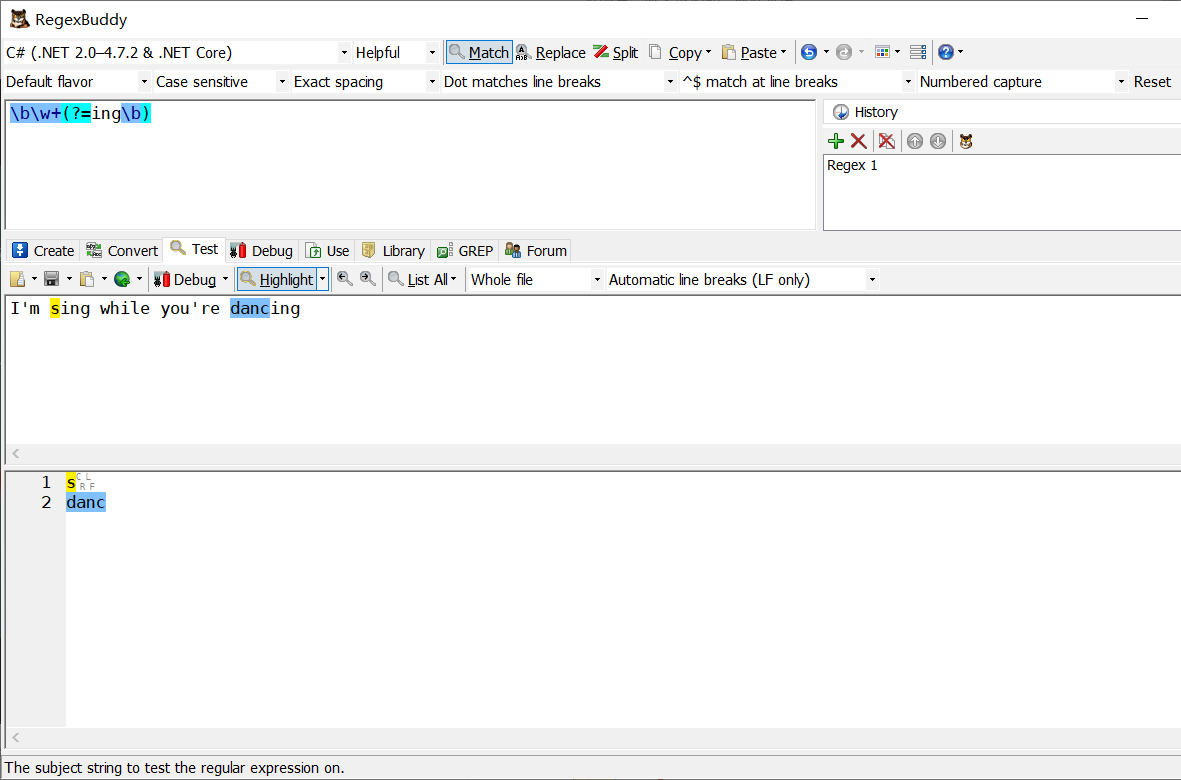 RegexBuddy
C# (.NET 2.0–4.7.2 & .NET Core) Helpful Match Replace Split Copy Paste
Default flavor Case sensitive Exact spacing Dot matches line breaks ^$ match at line breaks Numbered capture Reset
\b\w+(?=ing\b)
History
Regex 1
Create Convert Test Debug Use Library GREP Forum
Debug Highlight List All Whole file Automatic line breaks (LF only)
I'm sing while you're dancing
1 s CRLF
2 danc
The subject string to test the regular expression on.